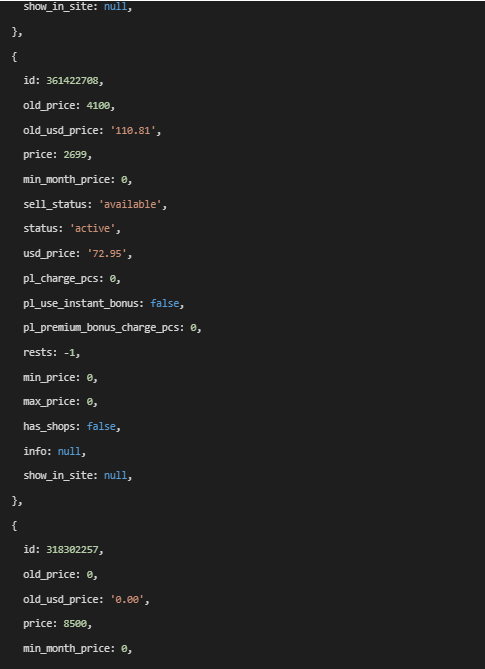 show_in_site: null,
},
{
id: 361422708,
old_price: 4100,
old_usd_price: '110.81',
price: 2699,
min_month_price: 0,
sell_status: 'available',
status: 'active',
usd_price: '72.95',
pl_charge_pcs: 0,
pl_use_instant_bonus: false,
pl_premium_bonus_charge_pcs: 0,
rests: -1,
min_price: 0,
max_price: 0,
has_shops: false,
info: null,
show_in_site: null,
},
{
id: 318302257,
old_price: 0,
old_usd_price: '0.00',
price: 8500,
min_month_price: 0,